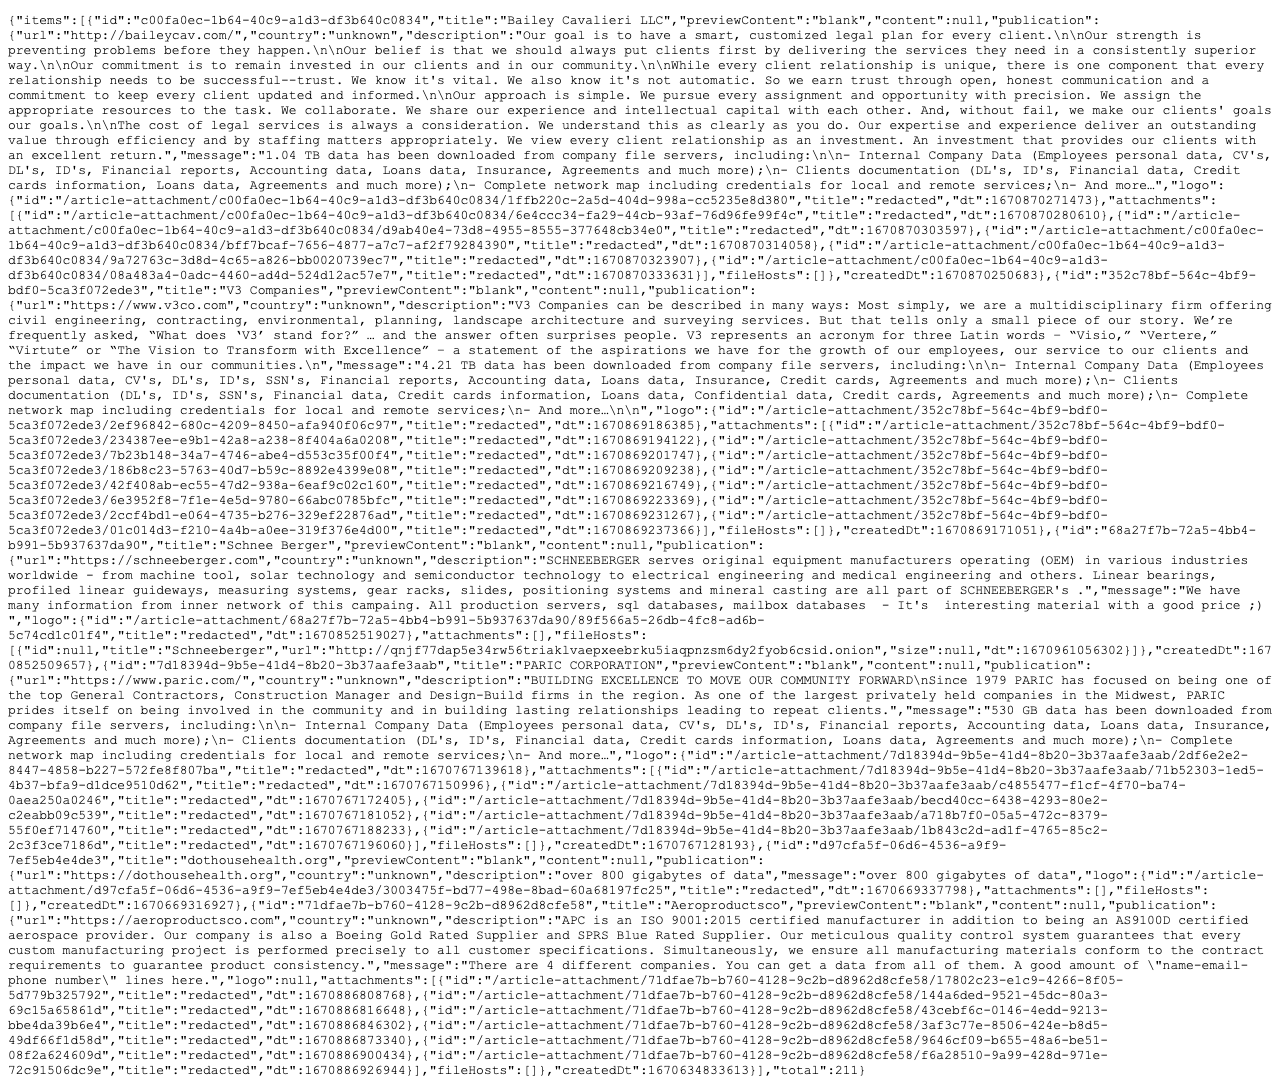 {"items":[{"id":"c00fa0ec-1b64-40c9-a1d3-df3b640c0834","title":"Bailey Cavalieri LLC","previewContent":"blank","content":null,"publication":
{"url":"http://baileycav.com/","country":"unknown","description":"Our goal is to have a smart, customized legal plan for every client.\n\nOur strength is
preventing problems before they happen.\n\nOur belief is that we should always put clients first by delivering the services they need in a consistently superior
way.\n\nOur commitment is to remain invested in our clients and in our community.\n\nWhile every client relationship is unique, there is one component that every
relationship needs to be successful--trust. We know it's vital. We also know it's not automatic. So we earn trust through open, honest communication and a
commitment to keep every client updated and informed.\n\nOur approach is simple. We pursue every assignment and opportunity with precision. We assign the
appropriate resources to the task. We collaborate. We share our experience and intellectual capital with each other. And, without fail, we make our clients' goals
our goals.\n\nThe cost of legal services is always a consideration. We understand this as clearly as you do. Our expertise and experience deliver an outstanding
value through efficiency and by staffing matters appropriately. We view every client relationship as an investment. An investment that provides our clients with
an excellent return.","message":"1.04 TB data has been downloaded from company file servers, including:\n\n- Internal Company Data (Employees personal data, CV's,
DL's, ID's, Financial reports, Accounting data, Loans data, Insurance, Agreements and much more);\n- Clients documentation (DL's, ID's, Financial data, Credit
cards information, Loans data, Agreements and much more);\n- Complete network map including credentials for local and remote services;\n- And more…","logo":
{"id":"/article-attachment/c00fa0ec-1b64-40c9-a1d3-df3b640c0834/1ffb220c-2a5d-404d-998a-cc5235e8d380","title":"redacted","dt":1670870271473},"attachments":
[{"id":"/article-attachment/c00fa0ec-1b64-40c9-a1d3-df3b640c0834/6e4ccc34-fa29-44cb-93af-76d96fe99f4c","title":"redacted","dt":1670870280610},{"id":"/article-
attachment/c00fa0ec-1b64-40c9-a1d3-df3b640c0834/d9ab40e4-73d8-4955-8555-377648cb34e0","title":"redacted","dt":1670870303597},{"id":"/article-attachment/c00fa0ec-
1b64-40c9-a1d3-df3b640c0834/bff7bcaf-7656-4877-a7c7-af2f79284390","title":"redacted","dt":1670870314058},{"id":"/article-attachment/c00fa0ec-1b64-40c9-a1d3-
df3b640c0834/9a72763c-3d8d-4c65-a826-bb0020739ec7","title":"redacted","dt":1670870323907},{"id":"/article-attachment/c00fa0ec-1b64-40c9-a1d3-
df3b640c0834/08a483a4-0adc-4460-ad4d-524d12ac57e7","title":"redacted","dt":1670870333631}],"fileHosts":[]},"createdDt":1670870250683},{"id":"352c78bf-564c-4bf9-
bdf0-5ca3f072ede3","title":"V3 Companies","previewContent":"blank","content":null,"publication":
{"url":"https://www.v3co.com","country":"unknown","description":"V3 Companies can be described in many ways: Most simply, we are a multidisciplinary firm offering
civil engineering, contracting, environmental, planning, landscape architecture and surveying services. But that tells only a small piece of our story. We’re
frequently asked, “What does ‘V3’ stand for?” … and the answer often surprises people. V3 represents an acronym for three Latin words – “Visio,” “Vertere,”
“Virtute” or “The Vision to Transform with Excellence” – a statement of the aspirations we have for the growth of our employees, our service to our clients and
the impact we have in our communities.\n","message":"4.21 TB data has been downloaded from company file servers, including:\n\n- Internal Company Data (Employees
personal data, CV's, DL's, ID's, SSN's, Financial reports, Accounting data, Loans data, Insurance, Credit cards, Agreements and much more);\n- Clients
documentation (DL's, ID's, SSN's, Financial data, Credit cards information, Loans data, Confidential data, Credit cards, Agreements and much more);\n- Complete
network map including credentials for local and remote services;\n- And more…\n\n","logo":{"id":"/article-attachment/352c78bf-564c-4bf9-bdf0-
5ca3f072ede3/2ef96842-680c-4209-8450-afa940f06c97","title":"redacted","dt":1670869186385},"attachments":[{"id":"/article-attachment/352c78bf-564c-4bf9-bdf0-
5ca3f072ede3/234387ee-e9b1-42a8-a238-8f404a6a0208","title":"redacted","dt":1670869194122},{"id":"/article-attachment/352c78bf-564c-4bf9-bdf0-
5ca3f072ede3/7b23b148-34a7-4746-abe4-d553c35f00f4","title":"redacted","dt":1670869201747},{"id":"/article-attachment/352c78bf-564c-4bf9-bdf0-
5ca3f072ede3/186b8c23-5763-40d7-b59c-8892e4399e08","title":"redacted","dt":1670869209238},{"id":"/article-attachment/352c78bf-564c-4bf9-bdf0-
5ca3f072ede3/42f408ab-ec55-47d2-938a-6eaf9c02c160","title":"redacted","dt":1670869216749},{"id":"/article-attachment/352c78bf-564c-4bf9-bdf0-
5ca3f072ede3/6e3952f8-7f1e-4e5d-9780-66abc0785bfc","title":"redacted","dt":1670869223369},{"id":"/article-attachment/352c78bf-564c-4bf9-bdf0-
5ca3f072ede3/2ccf4bd1-e064-4735-b276-329ef22876ad","title":"redacted","dt":1670869231267},{"id":"/article-attachment/352c78bf-564c-4bf9-bdf0-
5ca3f072ede3/01c014d3-f210-4a4b-a0ee-319f376e4d00","title":"redacted","dt":1670869237366}],"fileHosts":[]},"createdDt":1670869171051},{"id":"68a27f7b-72a5-4bb4-
b991-5b937637da90","title":"Schnee Berger","previewContent":"blank","content":null,"publication":
{"url":"https://schneeberger.com","country":"unknown","description":"SCHNEEBERGER serves original equipment manufacturers operating (OEM) in various industries
worldwide – from machine tool, solar technology and semiconductor technology to electrical engineering and medical engineering and others. Linear bearings,
profiled linear guideways, measuring systems, gear racks, slides, positioning systems and mineral casting are all part of SCHNEEBERGER's .","message":"We have
many information from inner network of this campaing. All production servers, sql databases, mailbox databases  - It's  interesting material with a good price ;)
","logo":{"id":"/article-attachment/68a27f7b-72a5-4bb4-b991-5b937637da90/89f566a5-26db-4fc8-ad6b-
5c74cd1c01f4","title":"redacted","dt":1670852519027},"attachments":[],"fileHosts":
[{"id":null,"title":"Schneeberger","url":"http://qnjf77dap5e34rw56triaklvaepxeebrku5iaqpnzsm6dy2fyob6csid.onion","size":null,"dt":1670961056302}]},"createdDt":167
0852509657},{"id":"7d18394d-9b5e-41d4-8b20-3b37aafe3aab","title":"PARIC CORPORATION","previewContent":"blank","content":null,"publication":
{"url":"https://www.paric.com/","country":"unknown","description":"BUILDING EXCELLENCE TO MOVE OUR COMMUNITY FORWARD\nSince 1979 PARIC has focused on being one of
the top General Contractors, Construction Manager and Design-Build firms in the region. As one of the largest privately held companies in the Midwest, PARIC
prides itself on being involved in the community and in building lasting relationships leading to repeat clients.","message":"530 GB data has been downloaded from
company file servers, including:\n\n- Internal Company Data (Employees personal data, CV's, DL's, ID's, Financial reports, Accounting data, Loans data, Insurance,
Agreements and much more);\n- Clients documentation (DL's, ID's, Financial data, Credit cards information, Loans data, Agreements and much more);\n- Complete
network map including credentials for local and remote services;\n- And more…","logo":{"id":"/article-attachment/7d18394d-9b5e-41d4-8b20-3b37aafe3aab/2df6e2e2-
8447-4858-b227-572fe8f807ba","title":"redacted","dt":1670767139618},"attachments":[{"id":"/article-attachment/7d18394d-9b5e-41d4-8b20-3b37aafe3aab/71b52303-1ed5-
4b37-bfa9-d1dce9510d62","title":"redacted","dt":1670767150996},{"id":"/article-attachment/7d18394d-9b5e-41d4-8b20-3b37aafe3aab/c4855477-f1cf-4f70-ba74-
0aea250a0246","title":"redacted","dt":1670767172405},{"id":"/article-attachment/7d18394d-9b5e-41d4-8b20-3b37aafe3aab/becd40cc-6438-4293-80e2-
c2eabb09c539","title":"redacted","dt":1670767181052},{"id":"/article-attachment/7d18394d-9b5e-41d4-8b20-3b37aafe3aab/a718b7f0-05a5-472c-8379-
55f0ef714760","title":"redacted","dt":1670767188233},{"id":"/article-attachment/7d18394d-9b5e-41d4-8b20-3b37aafe3aab/1b843c2d-ad1f-4765-85c2-
2c3f3ce7186d","title":"redacted","dt":1670767196060}],"fileHosts":[]},"createdDt":1670767128193},{"id":"d97cfa5f-06d6-4536-a9f9-
7ef5eb4e4de3","title":"dothousehealth.org","previewContent":"blank","content":null,"publication":
{"url":"https://dothousehealth.org","country":"unknown","description":"over 800 gigabytes of data","message":"over 800 gigabytes of data","logo":{"id":"/article-
attachment/d97cfa5f-06d6-4536-a9f9-7ef5eb4e4de3/3003475f-bd77-498e-8bad-60a68197fc25","title":"redacted","dt":1670669337798},"attachments":[],"fileHosts":
[]},"createdDt":1670669316927},{"id":"71dfae7b-b760-4128-9c2b-d8962d8cfe58","title":"Aeroproductsco","previewContent":"blank","content":null,"publication":
{"url":"https://aeroproductsco.com","country":"unknown","description":"APC is an ISO 9001:2015 certified manufacturer in addition to being an AS9100D certified
aerospace provider. Our company is also a Boeing Gold Rated Supplier and SPRS Blue Rated Supplier. Our meticulous quality control system guarantees that every
custom manufacturing project is performed precisely to all customer specifications. Simultaneously, we ensure all manufacturing materials conform to the contract
requirements to guarantee product consistency.","message":"There are 4 different companies. You can get a data from all of them. A good amount of \"name-email-
phone number\" lines here.","logo":null,"attachments":[{"id":"/article-attachment/71dfae7b-b760-4128-9c2b-d8962d8cfe58/17802c23-e1c9-4266-8f05-
5d779b325792","title":"redacted","dt":1670886808768},{"id":"/article-attachment/71dfae7b-b760-4128-9c2b-d8962d8cfe58/144a6ded-9521-45dc-80a3-
69c15a65861d","title":"redacted","dt":1670886816648},{"id":"/article-attachment/71dfae7b-b760-4128-9c2b-d8962d8cfe58/43cebf6c-0146-4edd-9213-
bbe4da39b6e4","title":"redacted","dt":1670886846302},{"id":"/article-attachment/71dfae7b-b760-4128-9c2b-d8962d8cfe58/3af3c77e-8506-424e-b8d5-
49df66f1d58d","title":"redacted","dt":1670886873340},{"id":"/article-attachment/71dfae7b-b760-4128-9c2b-d8962d8cfe58/9646cf09-b655-48a6-be51-
08f2a624609d","title":"redacted","dt":1670886900434},{"id":"/article-attachment/71dfae7b-b760-4128-9c2b-d8962d8cfe58/f6a28510-9a99-428d-971e-
72c91506dc9e","title":"redacted","dt":1670886926944}],"fileHosts":[]},"createdDt":1670634833613}],"total":211}